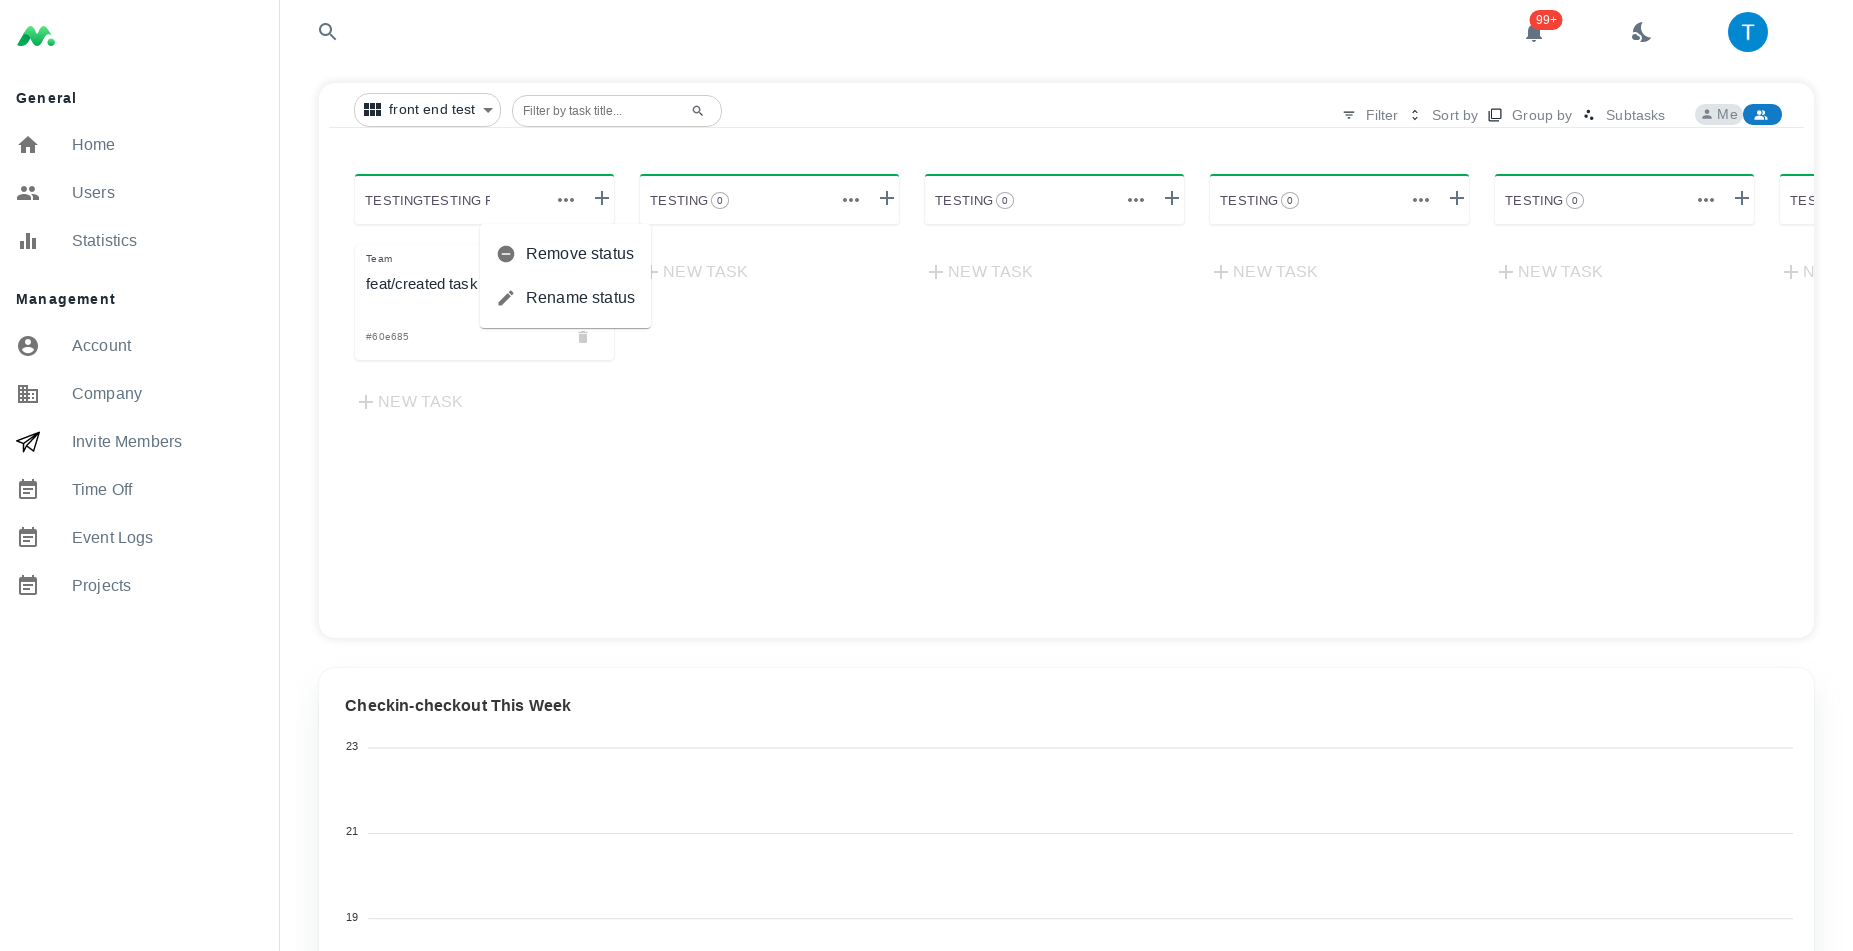 99+
T
General
Home
Users
Statistics
Management
Account
Company
Invite Members
Time Off
Event Logs
Projects
front end test
Filter by task title...
Filter
Sort by
Group by
Subtasks
Me
TESTINGTESTING
TESTING 0
TESTING 0
TESTING 0
TESTING 0
Remove status
Rename status
Team
feat/created task
#60e685
NEW TASK
NEW TASK
NEW TASK
NEW TASK
NEW TASK
Checkin-checkout This Week
23
21
19